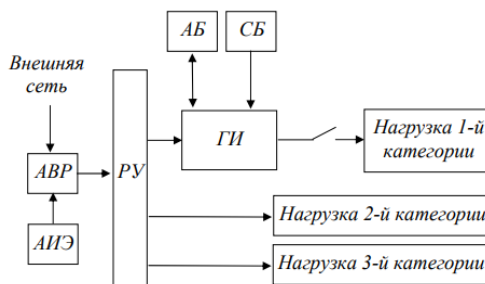 АБ
СБ
Внешняя
сеть
ГИ
Нагрузка 1-й
категории
АВР
РУ
Нагрузка 2-й категории
АИЭ
Нагрузка 3-й категории